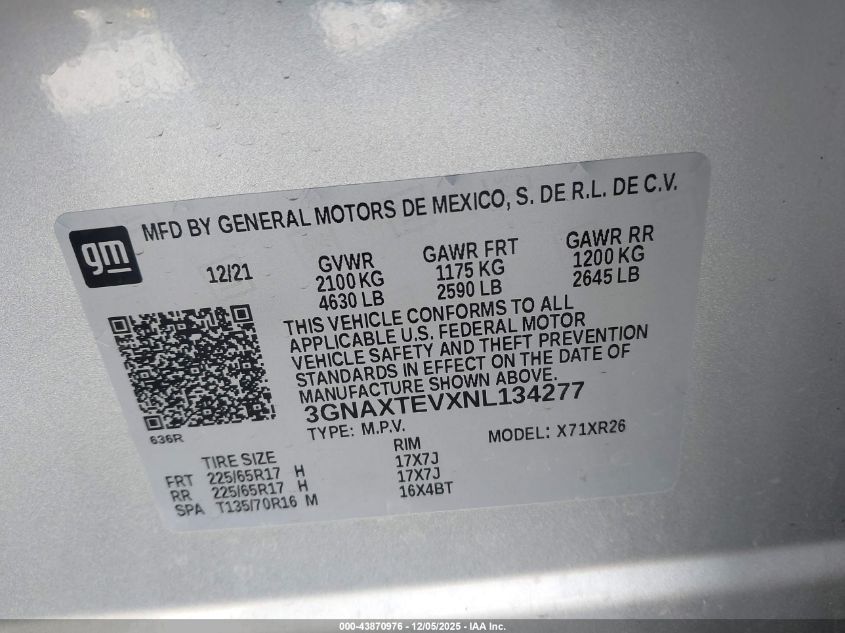 MFD BY GENERAL MOTORS DE MEXICO, S. DE R.L. DE C.V.
gm
12/21
GVWR
2100 KG
4630 LB
GAWR FRT
1175 KG
2590 LB
GAWR RR
1200 KG
2645 LB
THIS VEHICLE CONFORMS TO ALL
APPLICABLE U.S. FEDERAL MOTOR
VEHICLE SAFETY AND THEFT PREVENTION
STANDARDS IN EFFECT ON THE DATE OF
MANUFACTURE SHOWN ABOVE.
3GNAXTEVXNL134277
TYPE: M.P.V.
MODEL: X71XR26
636R
TIRE SIZE RIM
FRT 225/65R17 H 17X7J
RR 225/65R17 H 17X7J
SPA T135/70R16 M 16X4BT
000-43870976 - 12/05/2025 - IAA Inc.